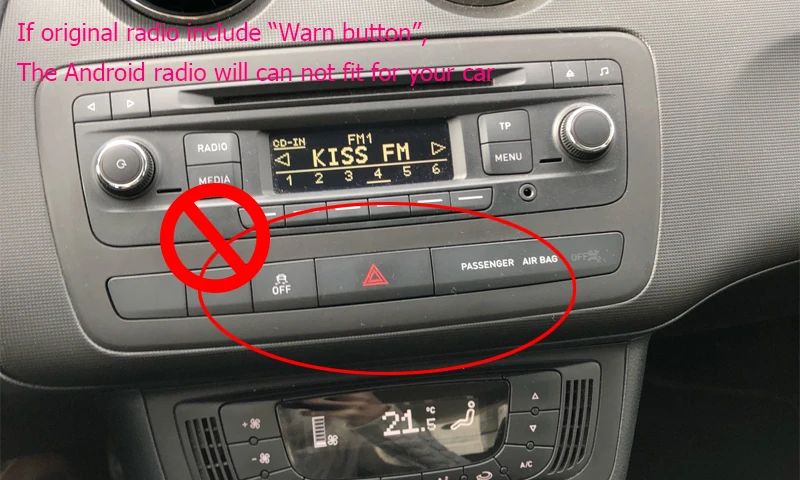 If original radio include “Warn button”,
The Android radio will can not fit for your car
RADIO
MEDIA
CD-IN
FM1
KISS FM
1 2 3 4 5 6
TP
MENU
OFF
PASSENGER AIR BAG OFF
21.5 °C
A/C